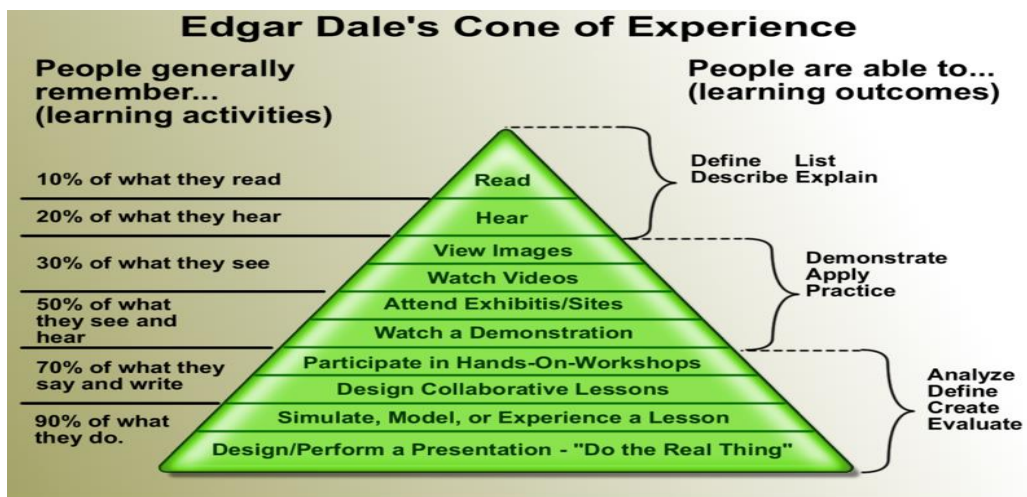 Edgar Dale's Cone of Experience
People generally
remember...
(learning activities)
People are able to...
(learning outcomes)
10% of what they read
20% of what they hear
30% of what they see
50% of what
they see and
hear
70% of what they
say and write
90% of what
they do.
Read
Hear
View Images
Watch Videos
Attend Exhibitis/Sites
Watch a Demonstration
Participate in Hands-On-Workshops
Design Collaborative Lessons
Simulate, Model, or Experience a Lesson
Design/Perform a Presentation - "Do the Real Thing"
Define List
Describe Explain
Demonstrate
Apply
Practice
Analyze
Define
Create
Evaluate